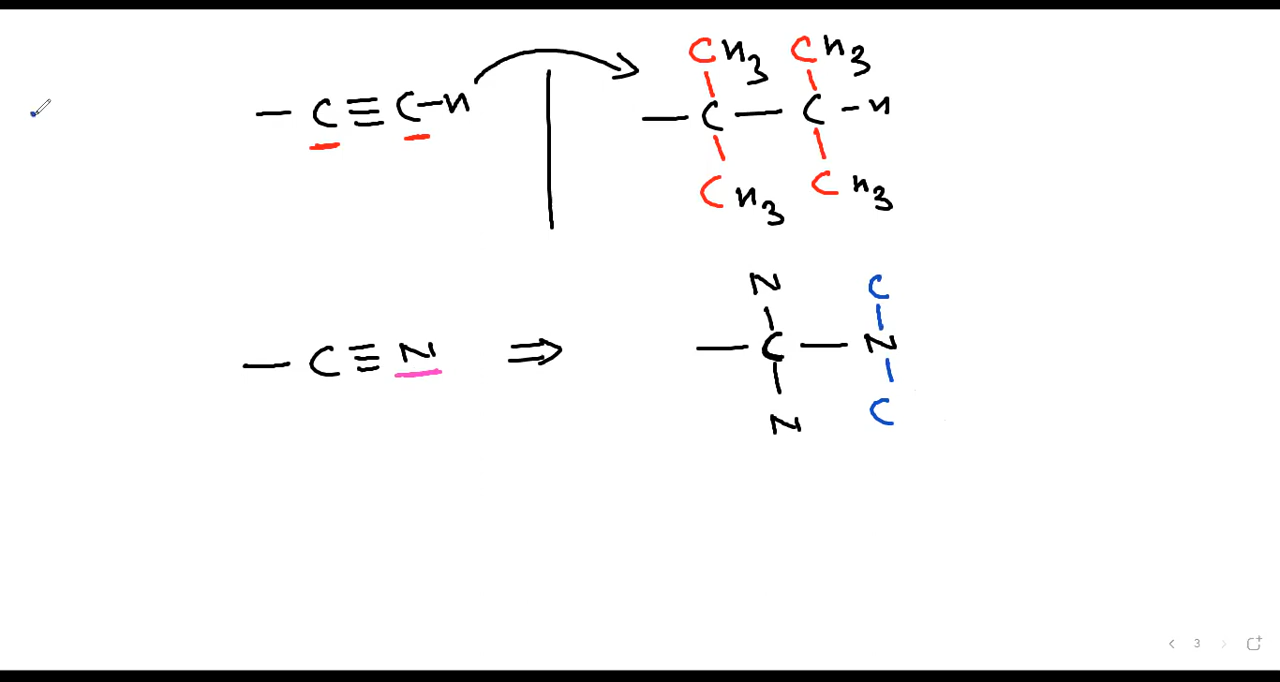 CH3 CH3
— C ≡ C–H
— C — C – H
CH3 CH3
N C
— C ≡ N ⇒ — C — N
N C
3